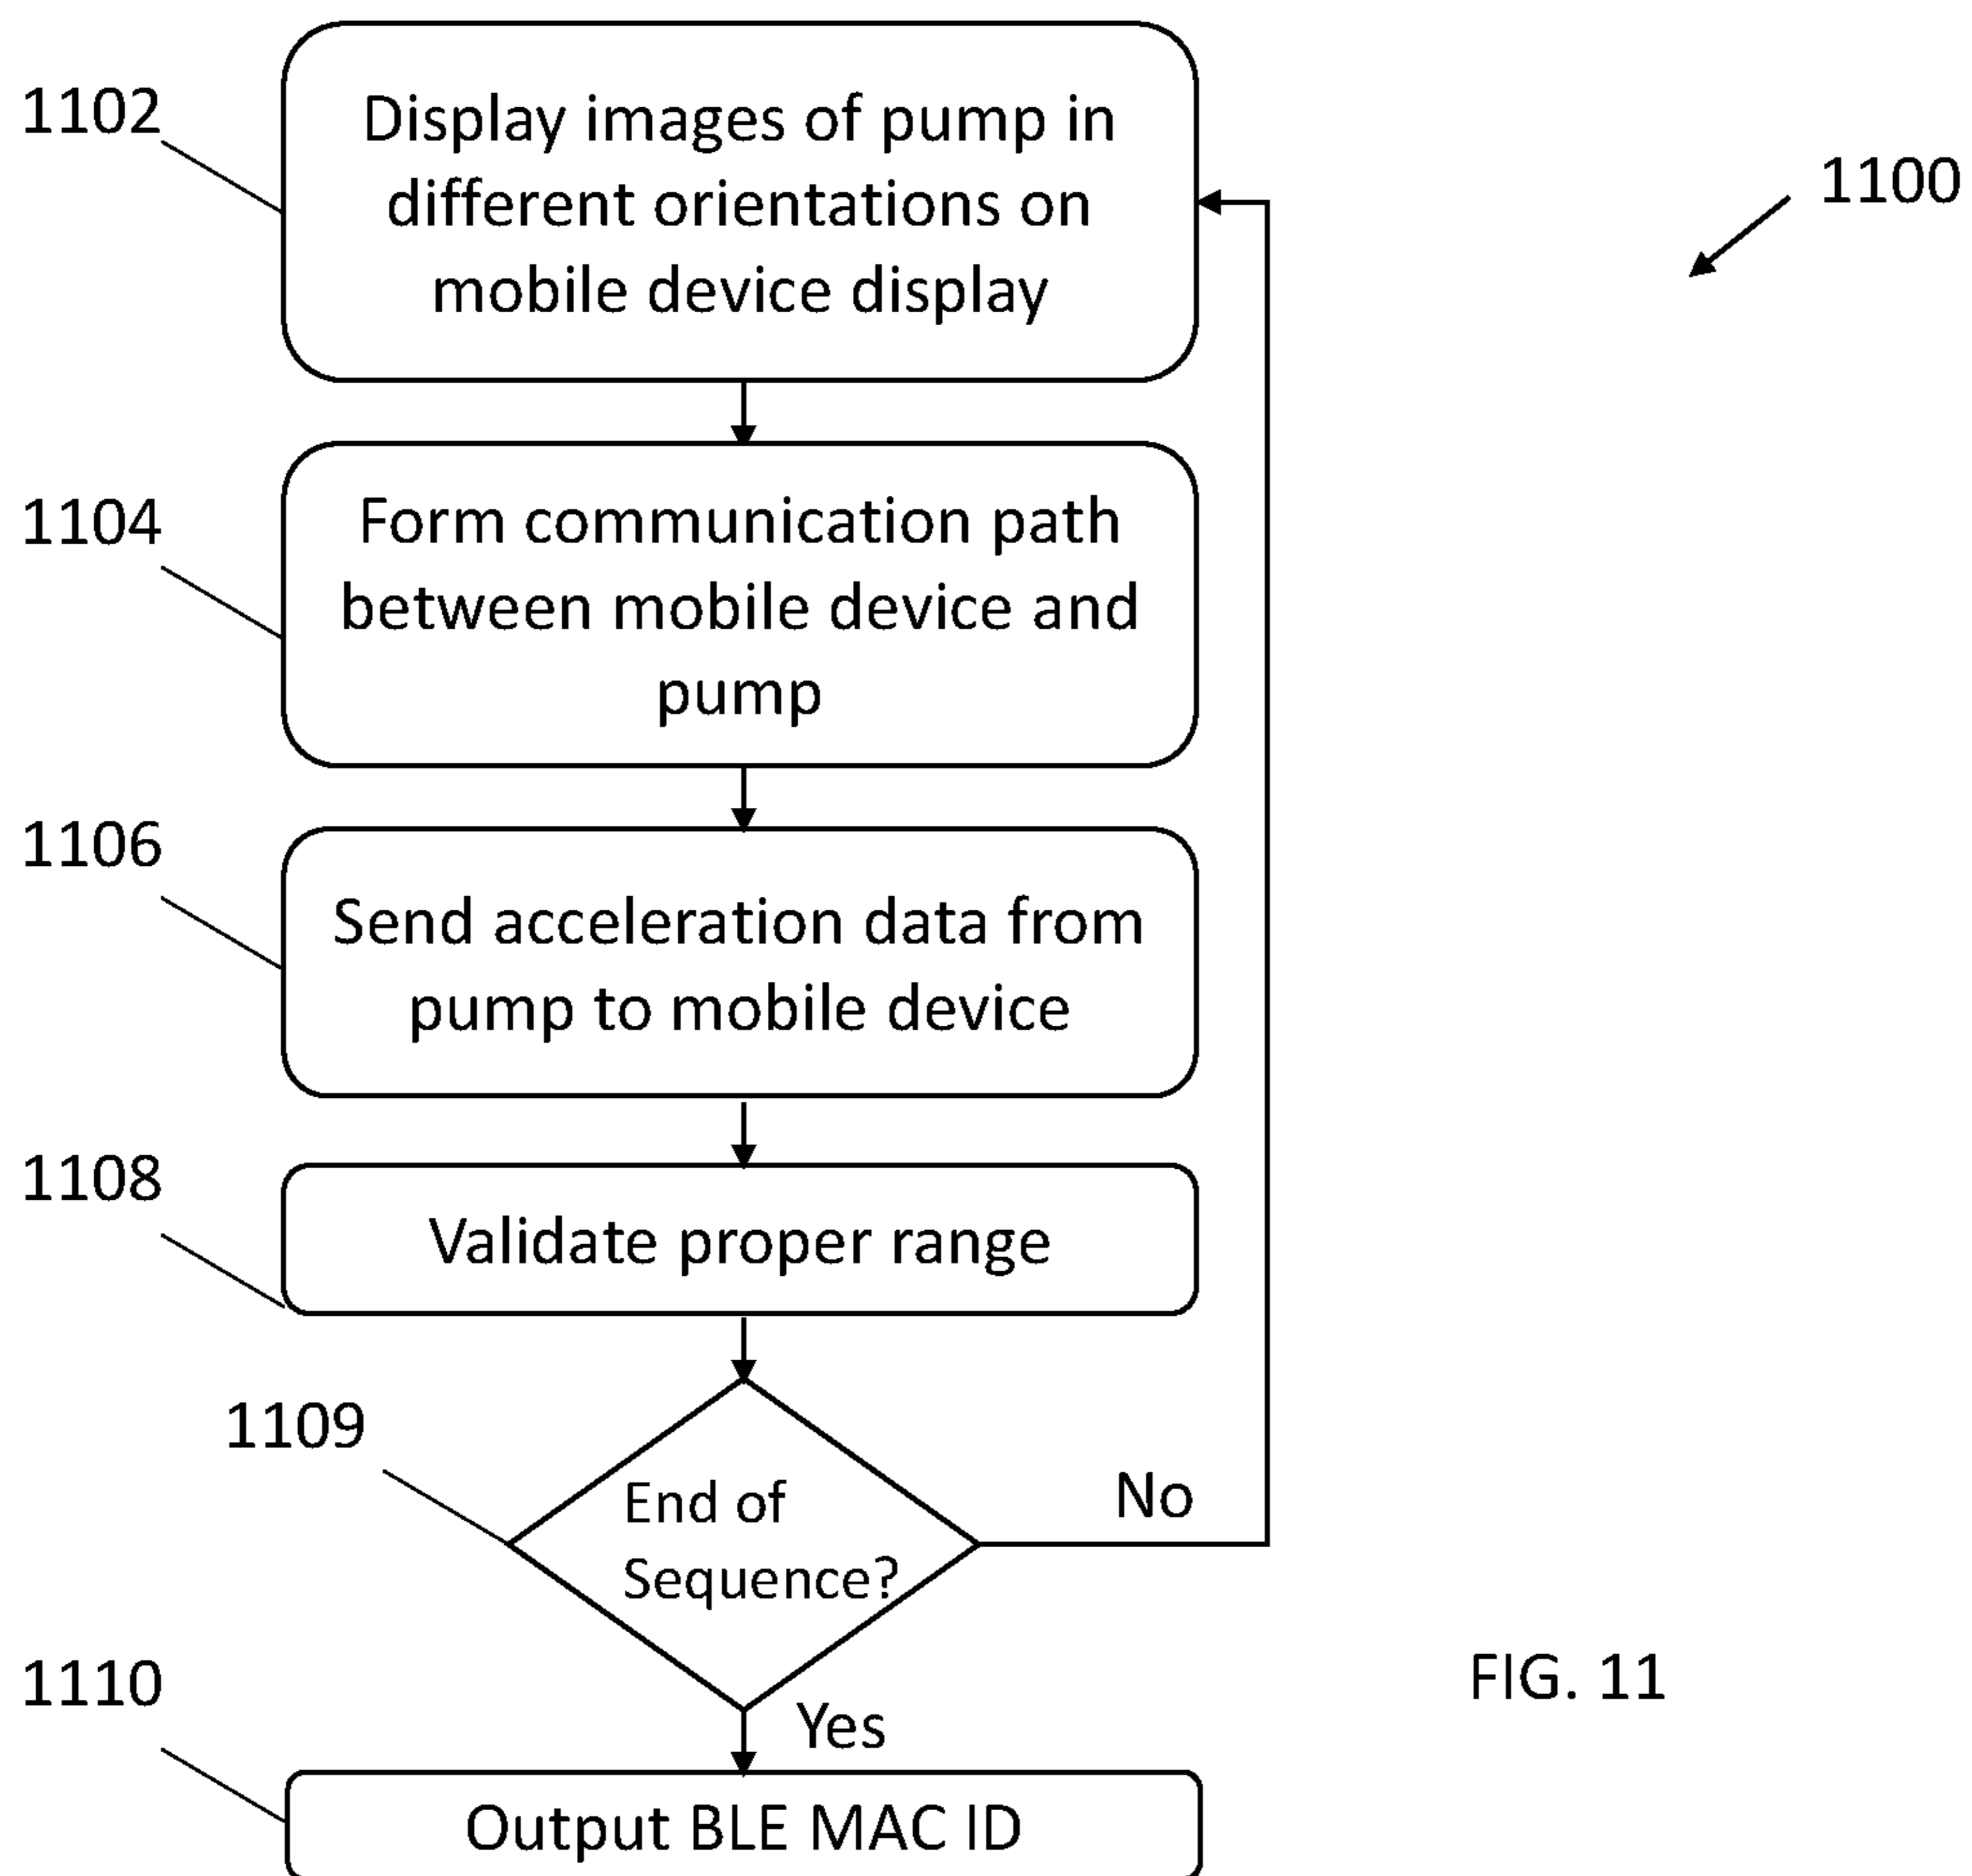 1102
Display images of pump in
different orientations on
mobile device display
1100
1104
Form communication path
between mobile device and
pump
1106
Send acceleration data from
pump to mobile device
1108
Validate proper range
1109
End of
Sequence?
No
Yes
FIG. 11
1110
Output BLE MAC ID